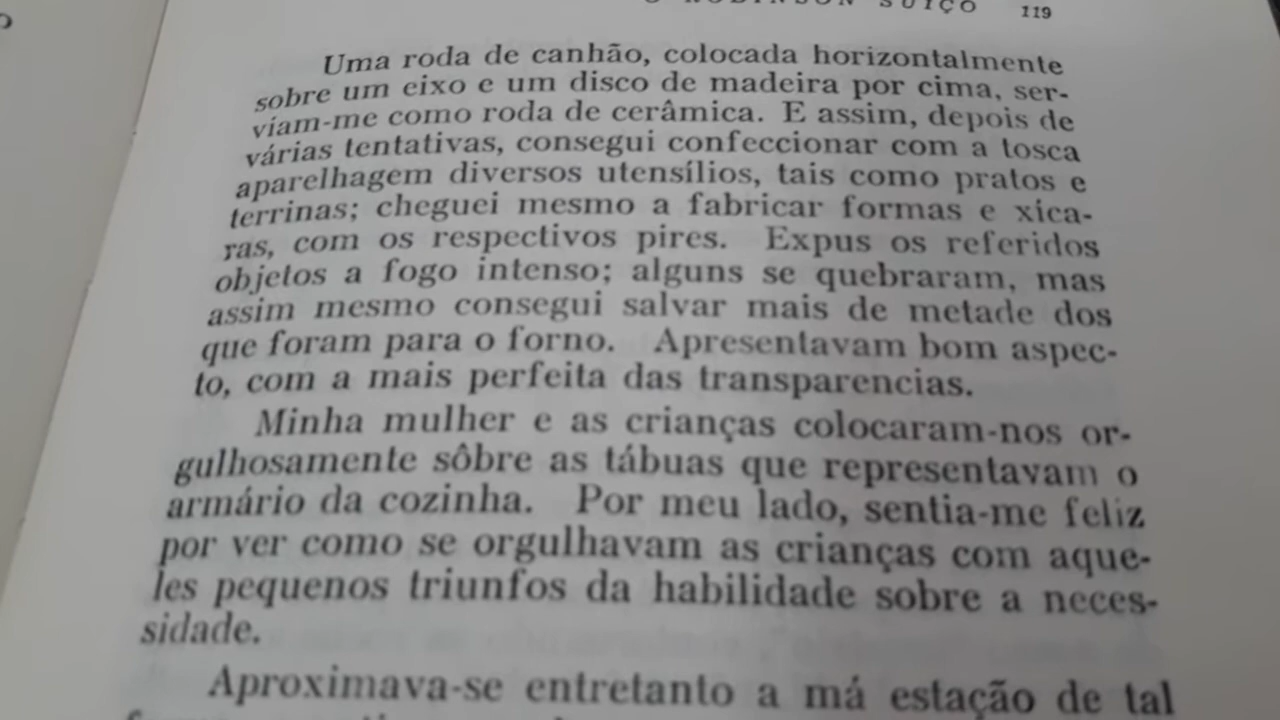 ROBINSON SUIÇO 119
Uma roda de canhão, colocada horizontalmente
sobre um eixo e um disco de madeira por cima, ser-
viam-me como roda de cerâmica. E assim, depois de
várias tentativas, consegui confeccionar com a tosca
aparelhagem diversos utensílios, tais como pratos e
terrinas; cheguei mesmo a fabricar formas e xica-
ras, com os respectivos pires. Expus os referidos
objetos a fogo intenso; alguns se quebraram, mas
assim mesmo consegui salvar mais de metade dos
que foram para o forno. Apresentavam bom aspec-
to, com a mais perfeita das transparencias.
Minha mulher e as crianças colocaram-nos or-
gulhosamente sôbre as tábuas que representavam o
armário da cozinha. Por meu lado, sentia-me feliz
por ver como se orgulhavam as crianças com aque-
les pequenos triunfos da habilidade sobre a neces-
sidade.
Aproximava-se entretanto a má estação de tal